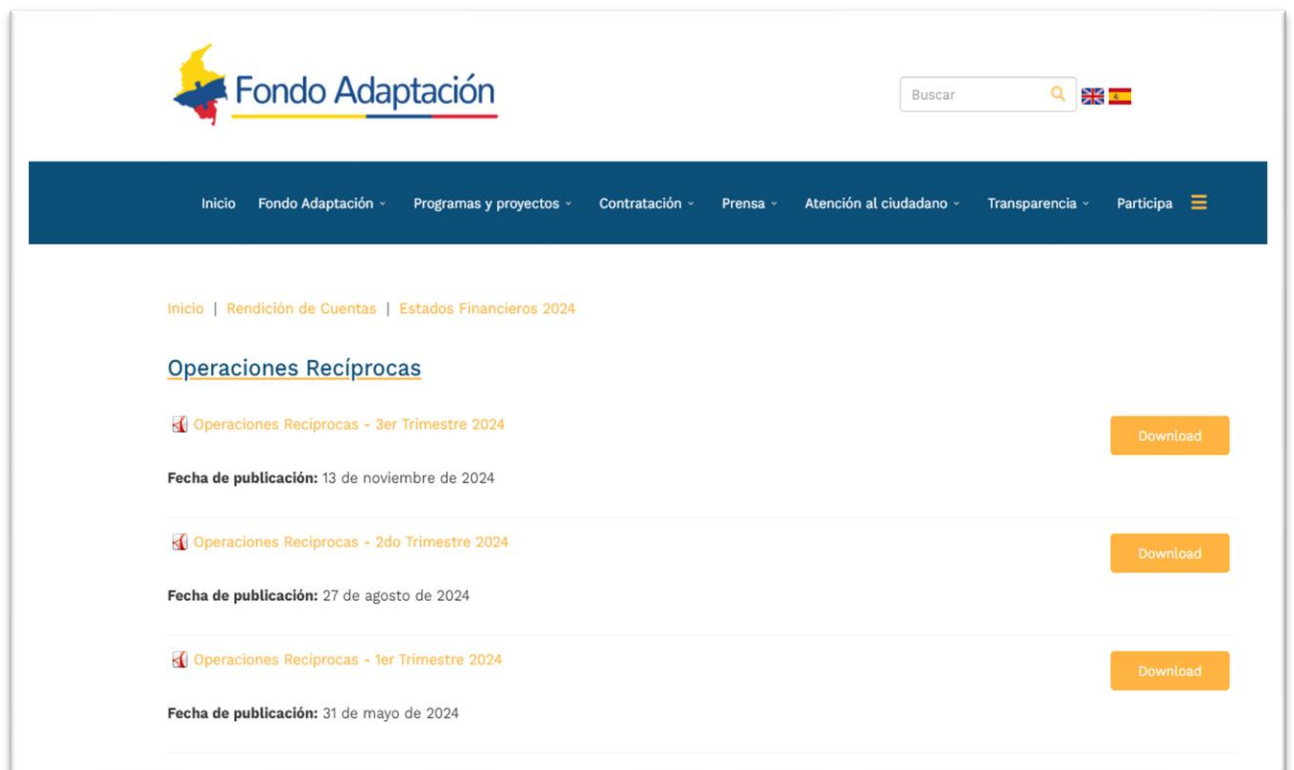 Fondo Adaptación
Buscar
Inicio Fondo Adaptación Programas y proyectos Contratación Prensa Atención al ciudadano Transparencia Participa
Inicio | Rendición de Cuentas | Estados Financieros 2024
Operaciones Recíprocas
Operaciones Recíprocas - 3er Trimestre 2024
Download
Fecha de publicación: 13 de noviembre de 2024
Operaciones Recíprocas - 2do Trimestre 2024
Download
Fecha de publicación: 27 de agosto de 2024
Operaciones Recíprocas - 1er Trimestre 2024
Download
Fecha de publicación: 31 de mayo de 2024